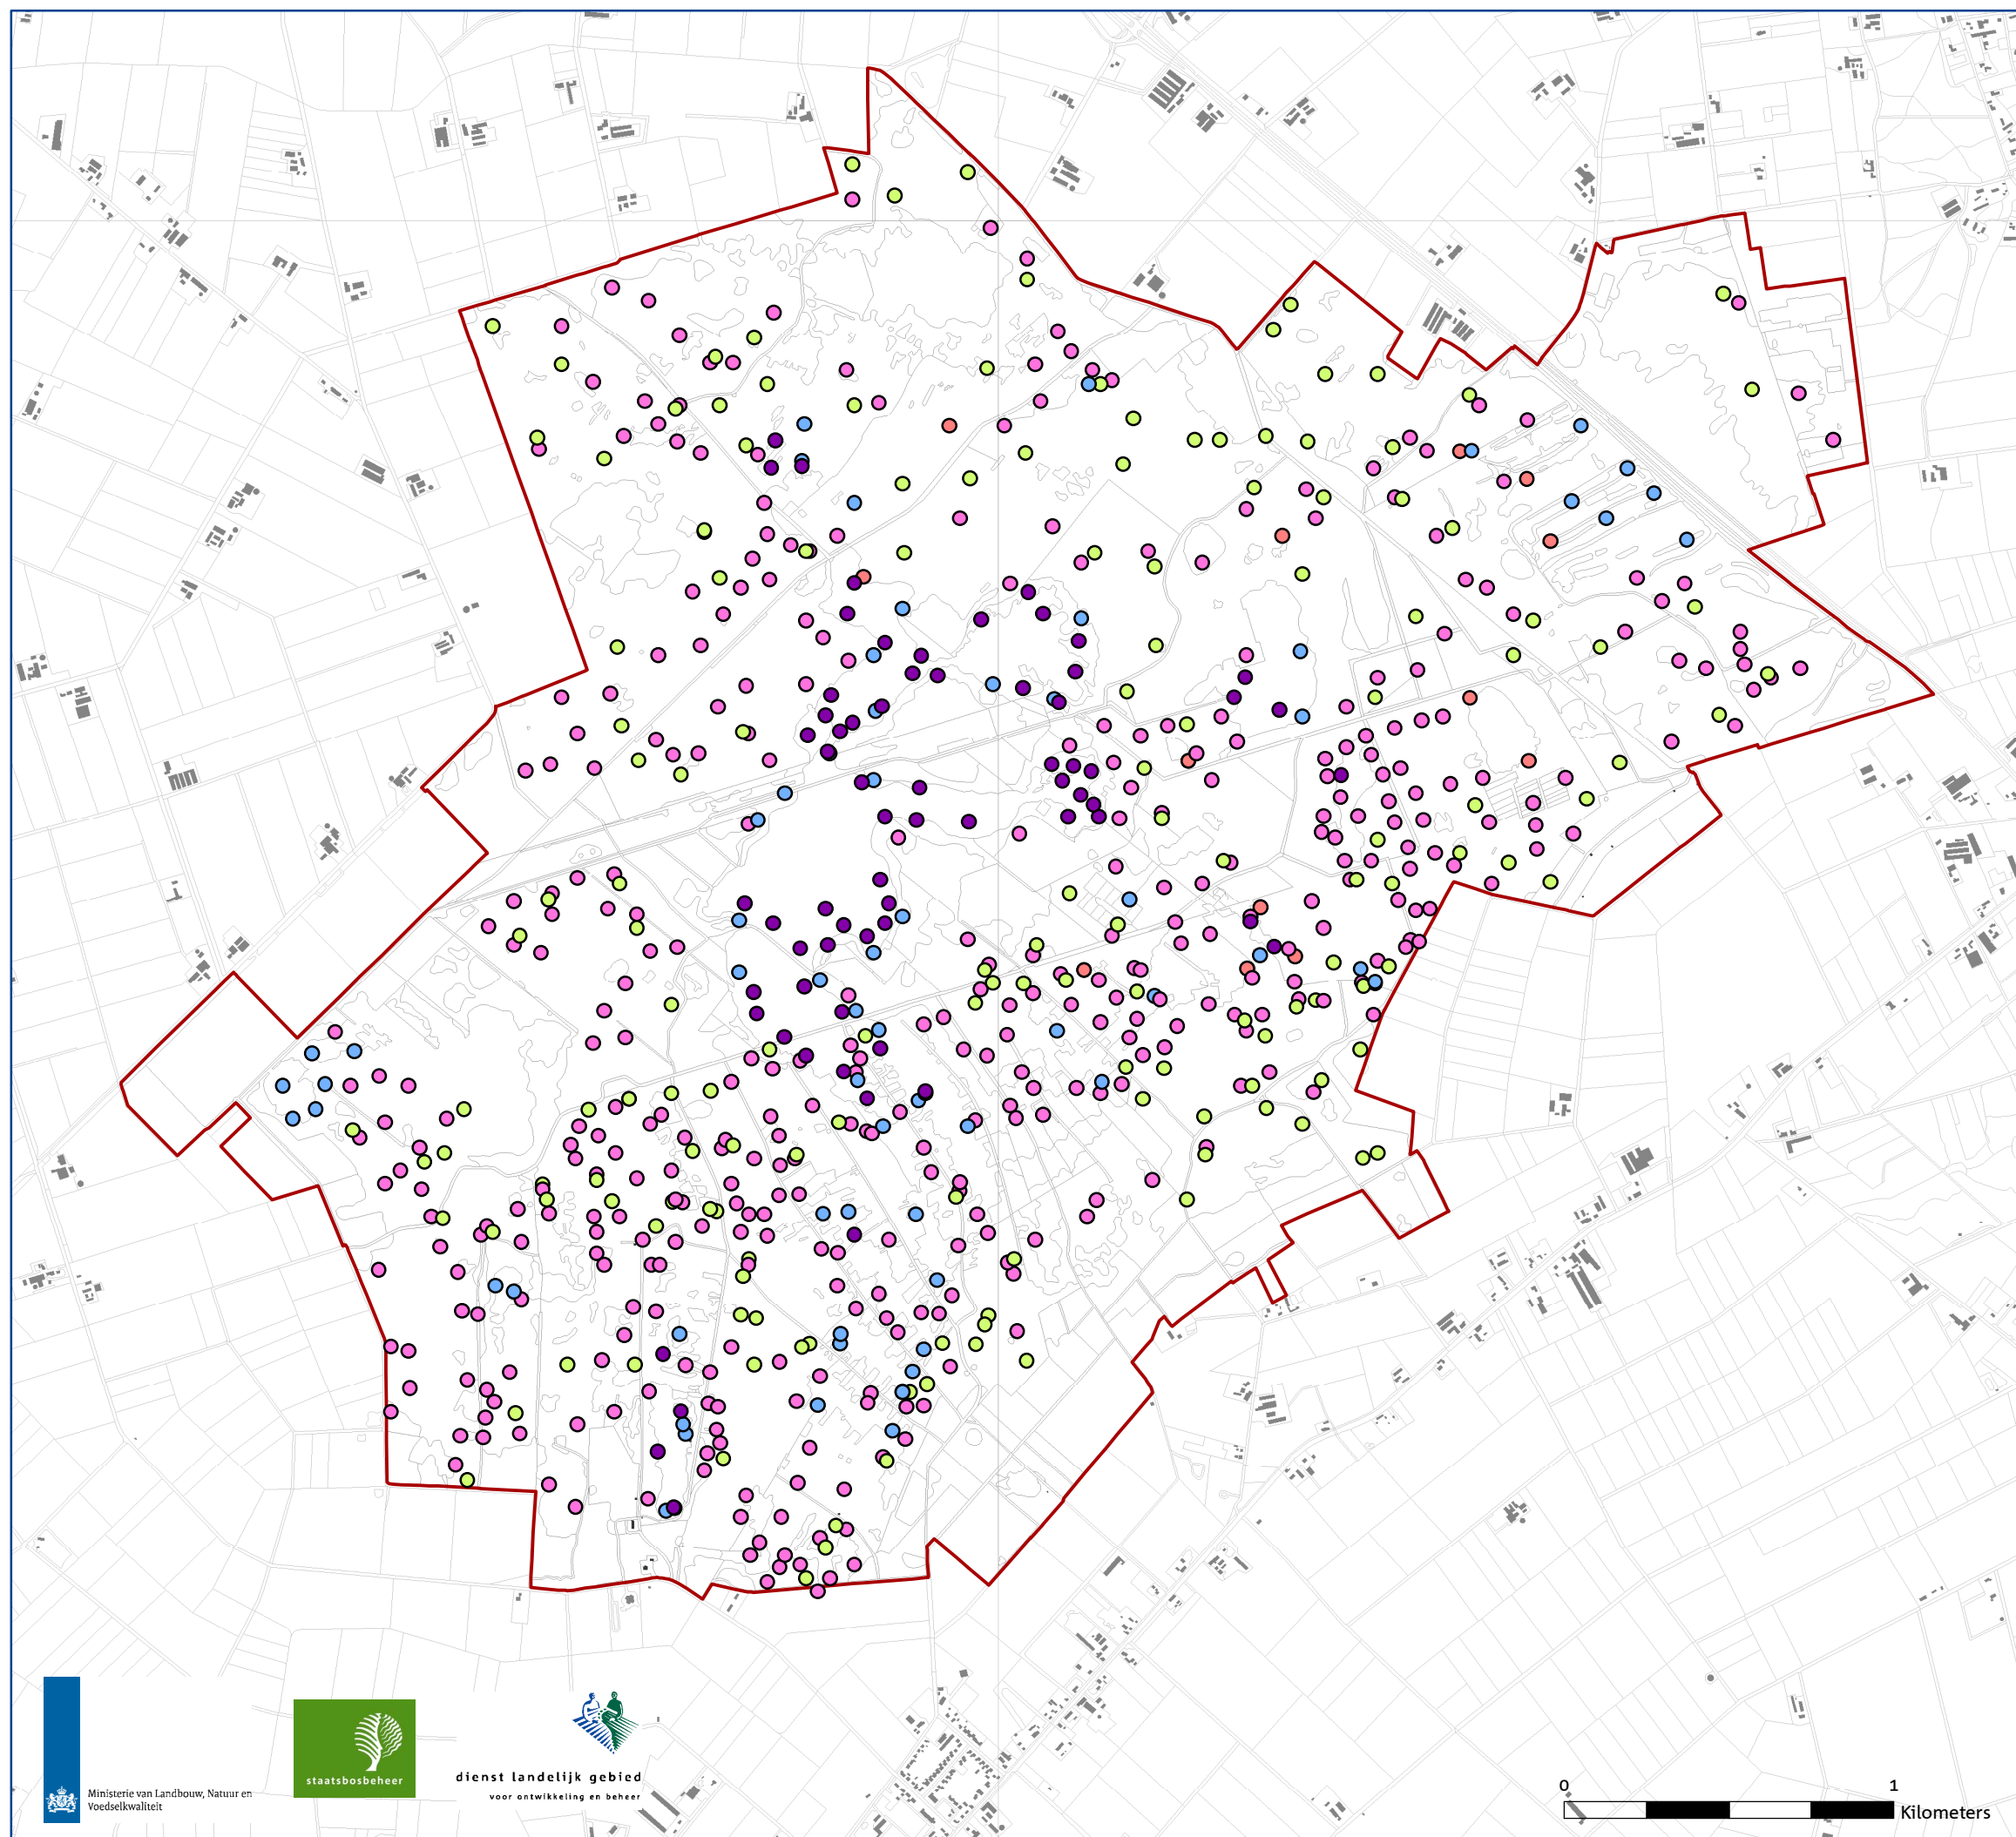 Ministerie van Landbouw, Natuur en
Voedselkwaliteit
staatsbosbeheer
dienst landelijk gebied
voor ontwikkeling en beheer
0 1
Kilometers